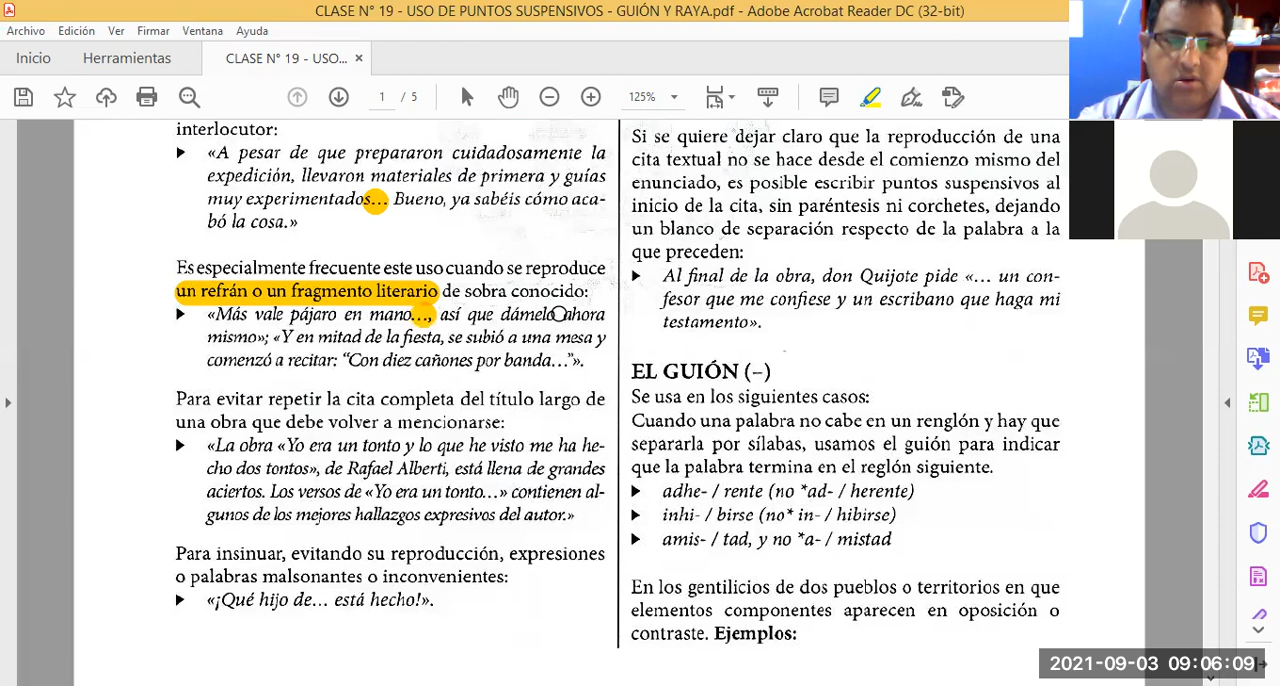 CLASE N° 19 - USO DE PUNTOS SUSPENSIVOS - GUIÓN Y RAYA.pdf - Adobe Acrobat Reader DC (32-bit)
Archivo Edición Ver Firmar Ventana Ayuda
Inicio Herramientas CLASE N° 19 - USO... ×
1 / 5 125%
interlocutor:
«A pesar de que prepararon cuidadosamente la
expedición, llevaron materiales de primera y guías
muy experimentados… Bueno, ya sabéis cómo aca-
bó la cosa.»
Es especialmente frecuente este uso cuando se reproduce
un refrán o un fragmento literario de sobra conocido:
«Más vale pájaro en mano…, así que dámelo ahora
mismo»; «Y en mitad de la fiesta, se subió a una mesa y
comenzó a recitar: “Con diez cañones por banda…”».
Para evitar repetir la cita completa del título largo de
una obra que debe volver a mencionarse:
«La obra «Yo era un tonto y lo que he visto me ha he-
cho dos tontos», de Rafael Alberti, está llena de grandes
aciertos. Los versos de «Yo era un tonto…» contienen al-
gunos de los mejores hallazgos expresivos del autor.»
Para insinuar, evitando su reproducción, expresiones
o palabras malsonantes o inconvenientes:
«¡Qué hijo de… está hecho!».
Si se quiere dejar claro que la reproducción de una
cita textual no se hace desde el comienzo mismo del
enunciado, es posible escribir puntos suspensivos al
inicio de la cita, sin paréntesis ni corchetes, dejando
un blanco de separación respecto de la palabra a la
que preceden:
Al final de la obra, don Quijote pide «… un con-
fesor que me confiese y un escribano que haga mi
testamento».
EL GUIÓN (–)
Se usa en los siguientes casos:
Cuando una palabra no cabe en un renglón y hay que
separarla por sílabas, usamos el guión para indicar
que la palabra termina en el reglón siguiente.
adhe- / rente (no *ad- / herente)
inhi- / birse (no* in- / hibirse)
amis- / tad, y no *a- / mistad
En los gentilicios de dos pueblos o territorios en que
elementos componentes aparecen en oposición o
contraste. Ejemplos:
2021-09-03 09:06:09